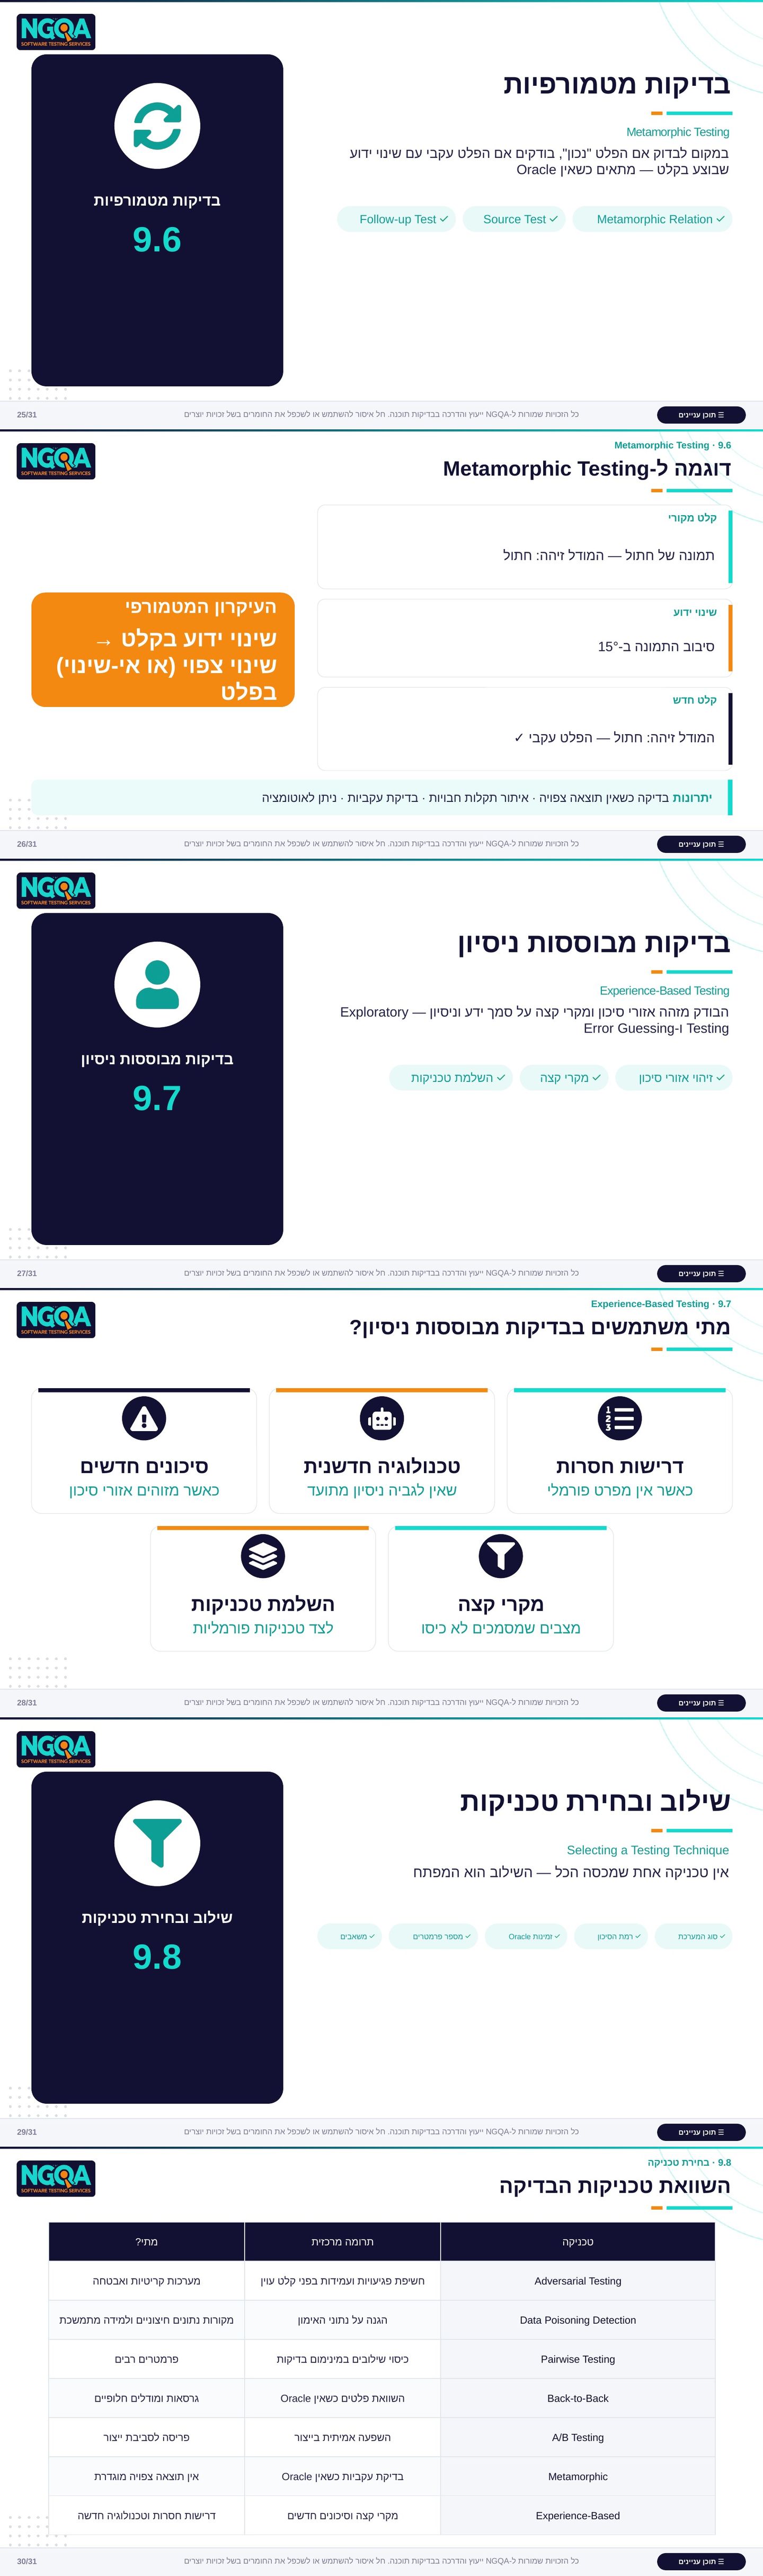 NGQA
SOFTWARE TESTING SERVICES
בדיקות מטמורפיות
Metamorphic Testing
במקום לבדוק אם הפלט "נכון", בודקים אם הפלט עקבי עם שינוי ידוע
שבוצע בקלט — מתאים כשאין Oracle
✓ Metamorphic Relation
✓ Source Test
✓ Follow-up Test
בדיקות מטמורפיות
9.6
☰ תוכן עניינים
כל הזכויות שמורות ל-NGQA ייעוץ והדרכה בבדיקות תוכנה. חל איסור להשתמש או לשכפל את החומרים בשל זכויות יוצרים
25/31
NGQA
SOFTWARE TESTING SERVICES
9.6 · Metamorphic Testing
דוגמה ל-Metamorphic Testing
קלט מקורי
תמונה של חתול — המודל זיהה: חתול
שינוי ידוע
סיבוב התמונה ב-15°
קלט חדש
המודל זיהה: חתול — הפלט עקבי ✓
העיקרון המטמורפי
שינוי ידוע בקלט →
שינוי צפוי (או אי-שינוי)
בפלט
יתרונות בדיקה כשאין תוצאה צפויה · איתור תקלות חבויות · בדיקת עקביות · ניתן לאוטומציה
☰ תוכן עניינים
כל הזכויות שמורות ל-NGQA ייעוץ והדרכה בבדיקות תוכנה. חל איסור להשתמש או לשכפל את החומרים בשל זכויות יוצרים
26/31
NGQA
SOFTWARE TESTING SERVICES
בדיקות מבוססות ניסיון
Experience-Based Testing
הבודק מזהה אזורי סיכון ומקרי קצה על סמך ידע וניסיון — Exploratory
Testing ו-Error Guessing
✓ זיהוי אזורי סיכון
✓ מקרי קצה
✓ השלמת טכניקות
בדיקות מבוססות ניסיון
9.7
☰ תוכן עניינים
כל הזכויות שמורות ל-NGQA ייעוץ והדרכה בבדיקות תוכנה. חל איסור להשתמש או לשכפל את החומרים בשל זכויות יוצרים
27/31
NGQA
SOFTWARE TESTING SERVICES
9.7 · Experience-Based Testing
מתי משתמשים בבדיקות מבוססות ניסיון?
דרישות חסרות
כאשר אין מפרט פורמלי
טכנולוגיה חדשנית
שאין לגביה ניסיון מתועד
סיכונים חדשים
כאשר מזוהים אזורי סיכון
מקרי קצה
מצבים שמסמכים לא כיסו
השלמת טכניקות
לצד טכניקות פורמליות
☰ תוכן עניינים
כל הזכויות שמורות ל-NGQA ייעוץ והדרכה בבדיקות תוכנה. חל איסור להשתמש או לשכפל את החומרים בשל זכויות יוצרים
28/31
NGQA
SOFTWARE TESTING SERVICES
שילוב ובחירת טכניקות
Selecting a Testing Technique
אין טכניקה אחת שמכסה הכל — השילוב הוא המפתח
✓ סוג המערכת
✓ רמת הסיכון
✓ זמינות Oracle
✓ מספר פרמטרים
✓ משאבים
שילוב ובחירת טכניקות
9.8
☰ תוכן עניינים
כל הזכויות שמורות ל-NGQA ייעוץ והדרכה בבדיקות תוכנה. חל איסור להשתמש או לשכפל את החומרים בשל זכויות יוצרים
29/31
NGQA
SOFTWARE TESTING SERVICES
9.8 · בחירת טכניקה
השוואת טכניקות הבדיקה
טכניקה	תרומה מרכזית	מתי?
Adversarial Testing	חשיפת פגיעויות ועמידות בפני קלט עוין	מערכות קריטיות ואבטחה
Data Poisoning Detection	הגנה על נתוני האימון	מקורות נתונים חיצוניים ולמידה מתמשכת
Pairwise Testing	כיסוי שילובים במינימום בדיקות	פרמטרים רבים
Back-to-Back	השוואת פלטים כשאין Oracle	גרסאות ומודלים חלופיים
A/B Testing	השפעה אמיתית בייצור	פריסה לסביבת ייצור
Metamorphic	בדיקת עקביות כשאין Oracle	אין תוצאה צפויה מוגדרת
Experience-Based	מקרי קצה וסיכונים חדשים	דרישות חסרות וטכנולוגיה חדשה
☰ תוכן עניינים
כל הזכויות שמורות ל-NGQA ייעוץ והדרכה בבדיקות תוכנה. חל איסור להשתמש או לשכפל את החומרים בשל זכויות יוצרים
30/31